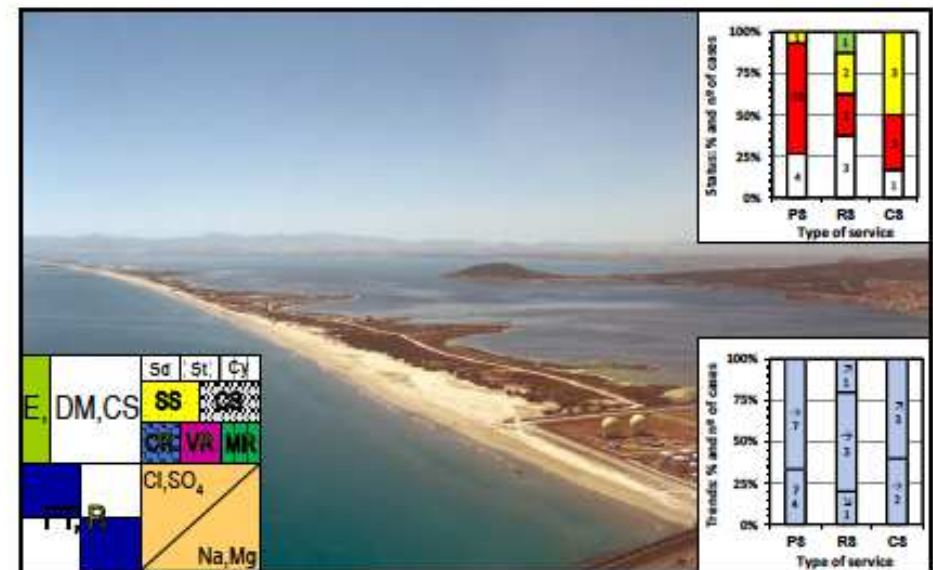 100%
75%
50%
25%
0%
Status: % and nº of cases
1
4
1
2
3
3
1
PS RS CS
Type of service
E, DM,CS
Sd St Cy
SS CS
CR VR MR
R
Cl,SO₄
Na,Mg
100%
75%
50%
25%
0%
Trends: % and nº of cases
→ 7
↗ 4
↗ 1
→ 3
↘ 1
↗ 3
→ 2
PS RS CS
Type of service